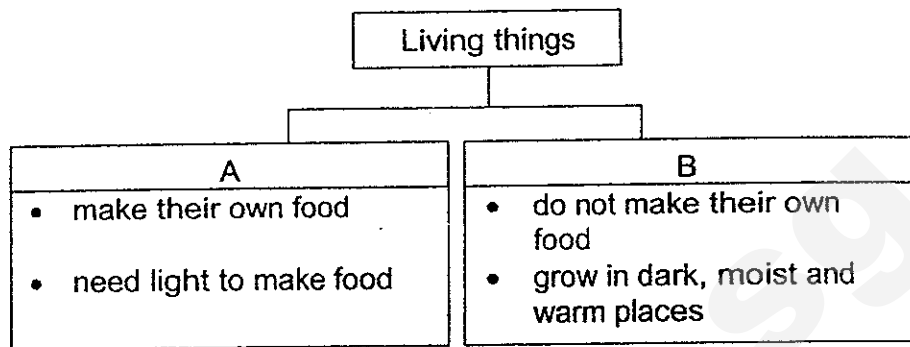 Living things
A
• make their own food
• need light to make food
B
• do not make their own
food
• grow in dark, moist and
warm places
sg